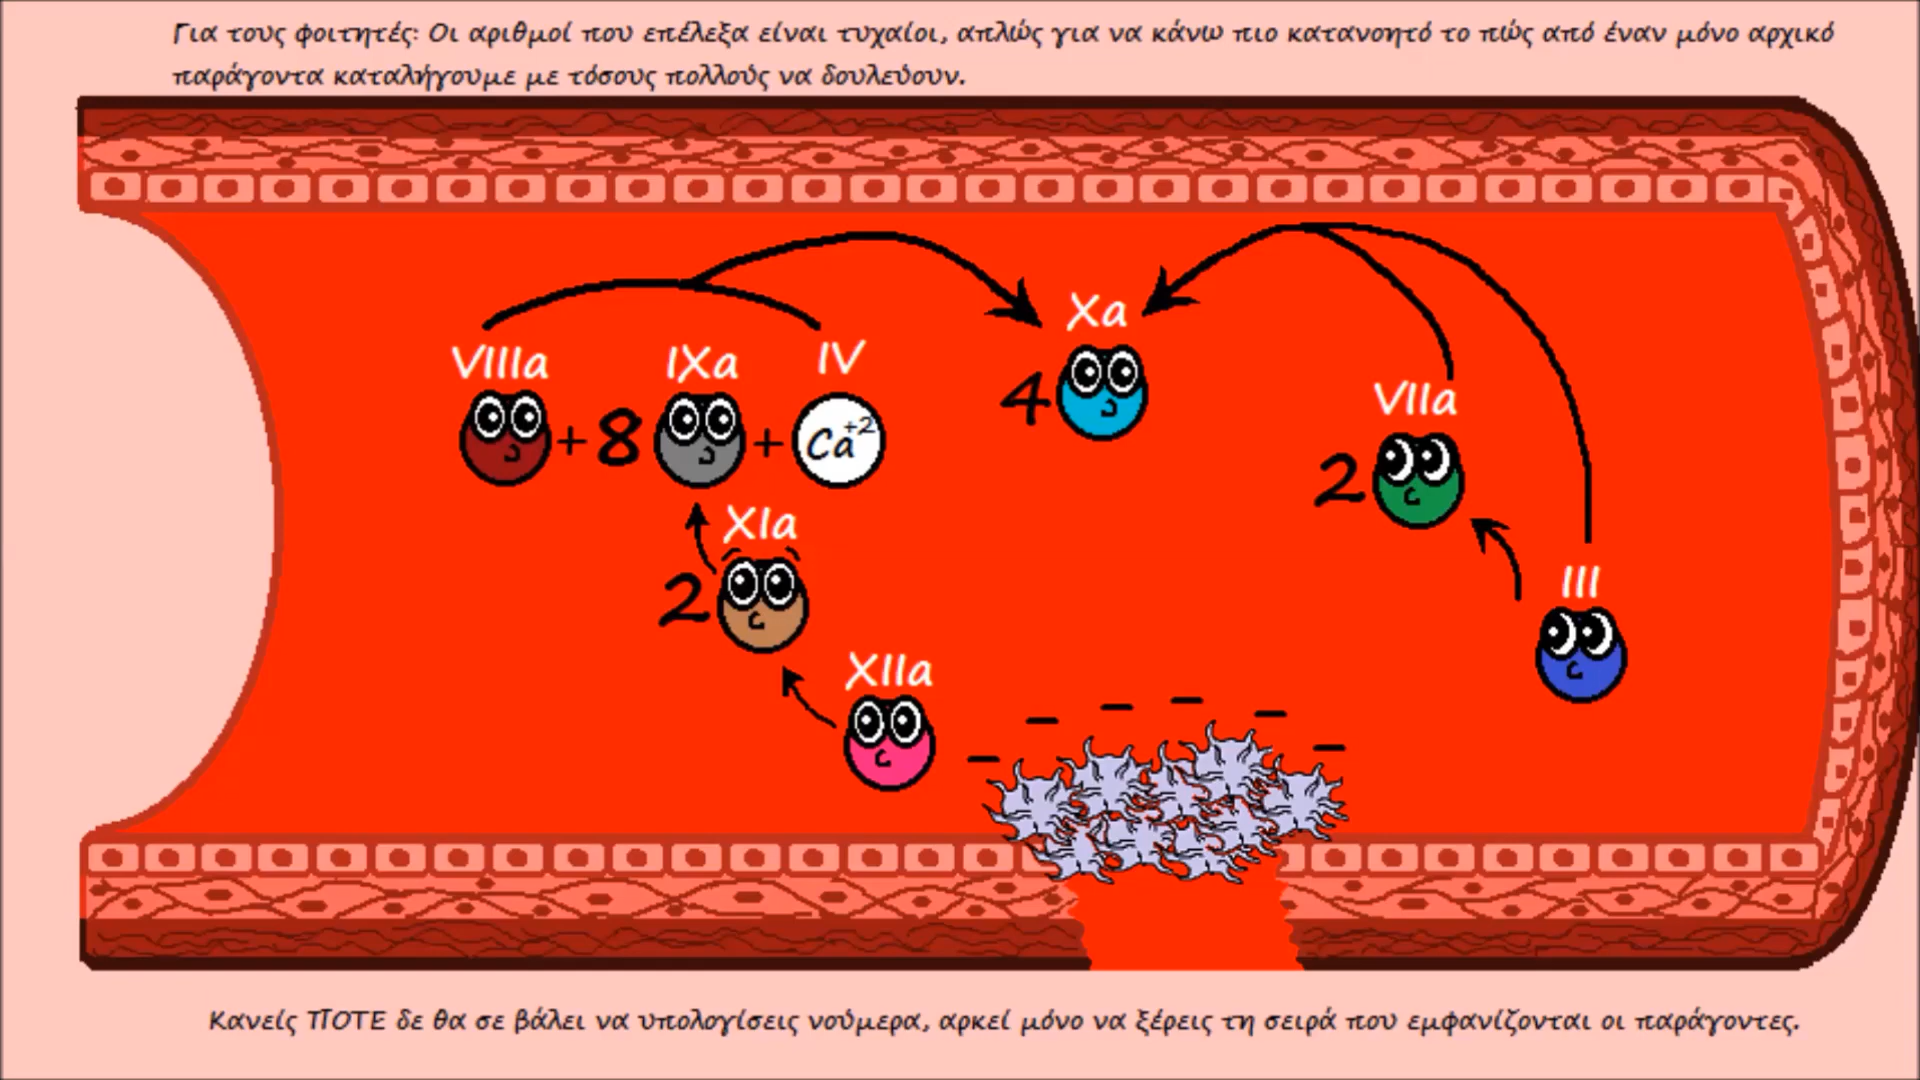 Για τους φοιτητές: Οι αριθμοί που επέλεξα είναι τυχαίοι, απλώς για να κάνω πιο κατανοητό το πώς από έναν μόνο αρχικό
παράγοντα καταλήγουμε με τόσους πολλούς να δουλεύουν.
Xa
4
VIIIa
IXa
IV
+
8
+
Ca+2
VIIa
2
XIa
2
III
XIIa
Κανείς ΠΟΤΕ δε θα σε βάλει να υπολογίσεις νούμερα, αρκεί μόνο να ξέρεις τη σειρά που εμφανίζονται οι παράγοντες.